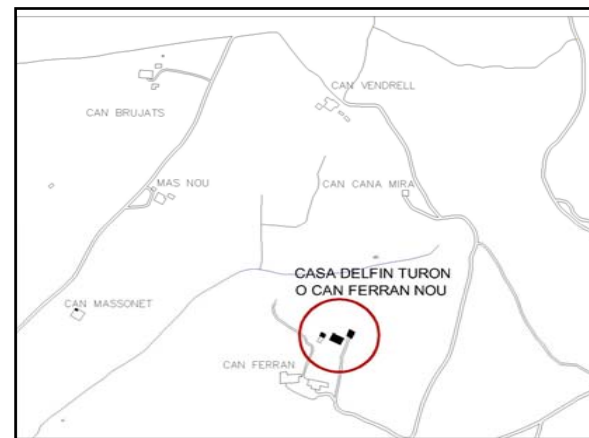 CAN VENDRELL
CAN BRUJATS
MAS NOU
CAN CANA MIRA
CASA DELFIN TURON
O CAN FERRAN NOU
CAN MASSONET
CAN FERRAN